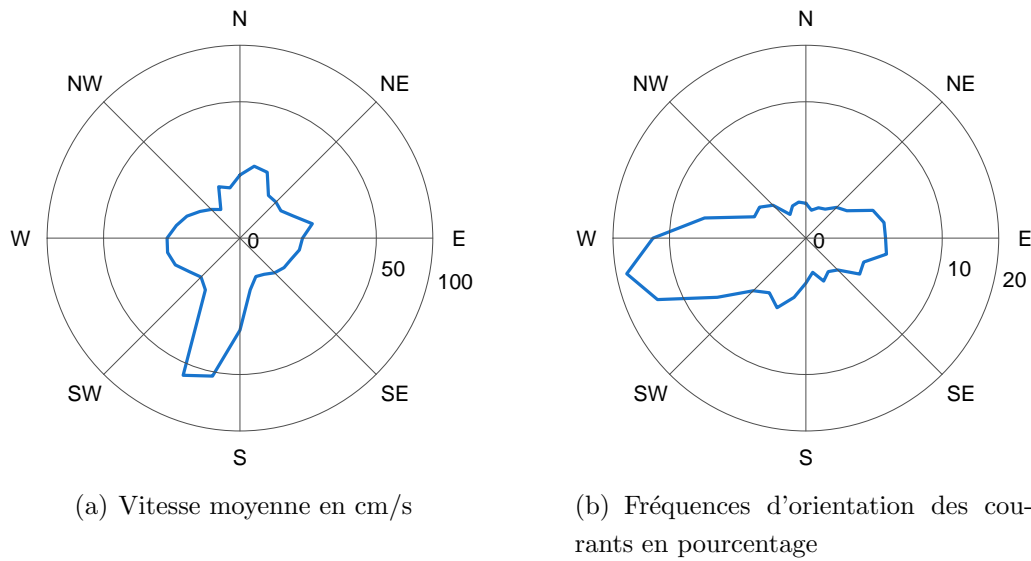 N
NW
NE
W
0
E
50
100
SW
SE
S
(a) Vitesse moyenne en cm/s
N
NW
NE
W
0
E
10
20
SW
SE
S
(b) Fréquences d'orientation des cou-
rants en pourcentage